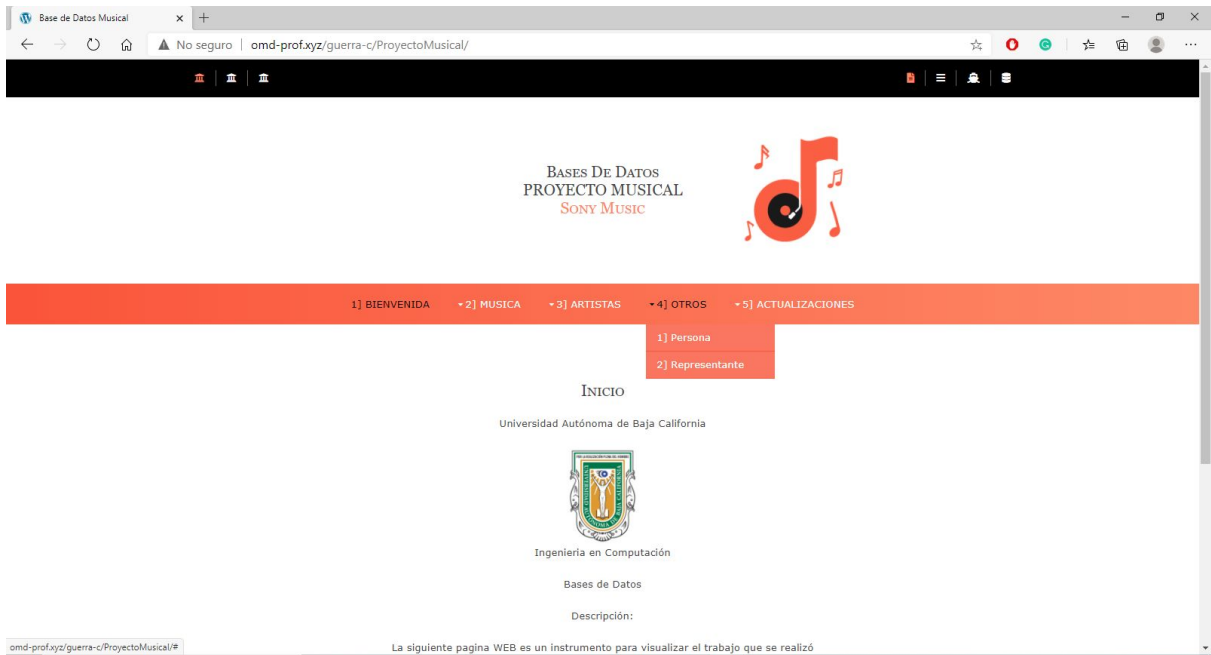 Base de Datos Musical
No seguro omd-prof.xyz/guerra-c/ProyectoMusical/
BASES DE DATOS
PROYECTO MUSICAL
SONY MUSIC
1] BIENVENIDA 2] MUSICA 3] ARTISTAS 4] OTROS 5] ACTUALIZACIONES
1] Persona
2] Representante
INICIO
Universidad Autónoma de Baja California
Ingenieria en Computación
Bases de Datos
Descripción:
La siguiente pagina WEB es un instrumento para visualizar el trabajo que se realizó
omd-prof.xyz/guerra-c/ProyectoMusical/#